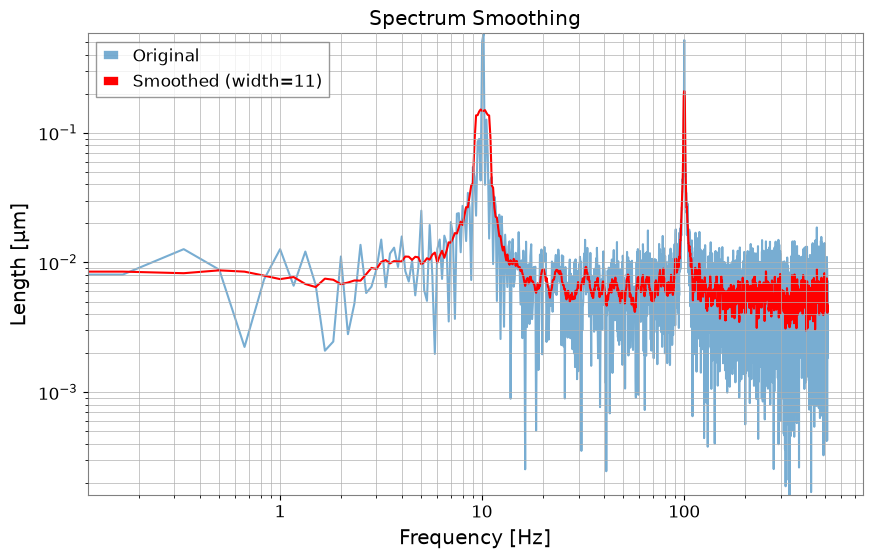 Spectrum Smoothing
Original
Smoothed (width=11)
Length [µm]
10⁻¹
10⁻²
10⁻³
1
10
100
Frequency [Hz]